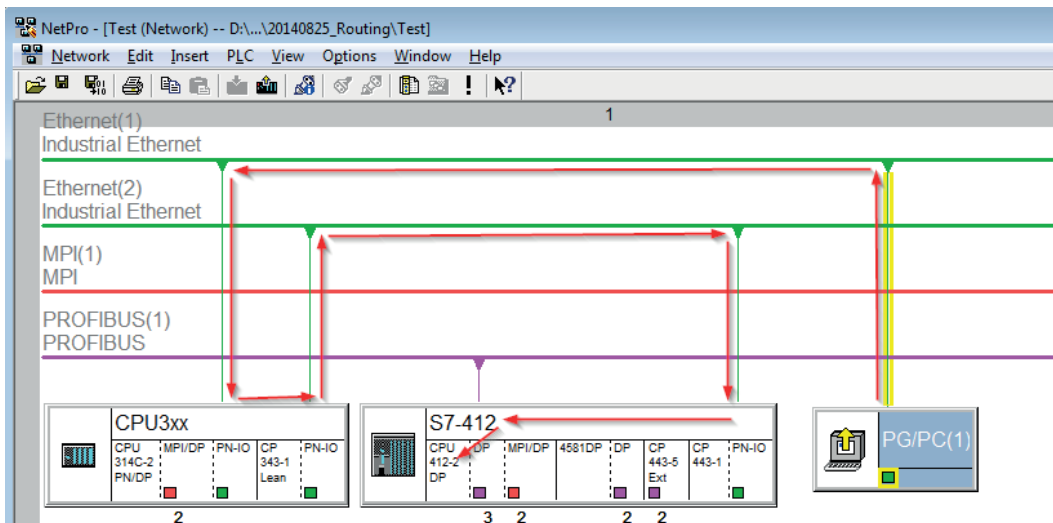 NetPro - [Test (Network) -- D:\...\20140825_Routing\Test]
Network Edit Insert PLC View Options Window Help
1
Ethernet(1)
Industrial Ethernet
Ethernet(2)
Industrial Ethernet
MPI(1)
MPI
PROFIBUS(1)
PROFIBUS
CPU3xx
CPU 314C-2 PN/DP
MPI/DP
PN-IO
CP 343-1 Lean
PN-IO
2
S7-412
CPU 412-2 DP
DP
MPI/DP
4581DP
DP
CP 443-5 Ext
CP 443-1
PN-IO
3 2 2 2
PG/PC(1)